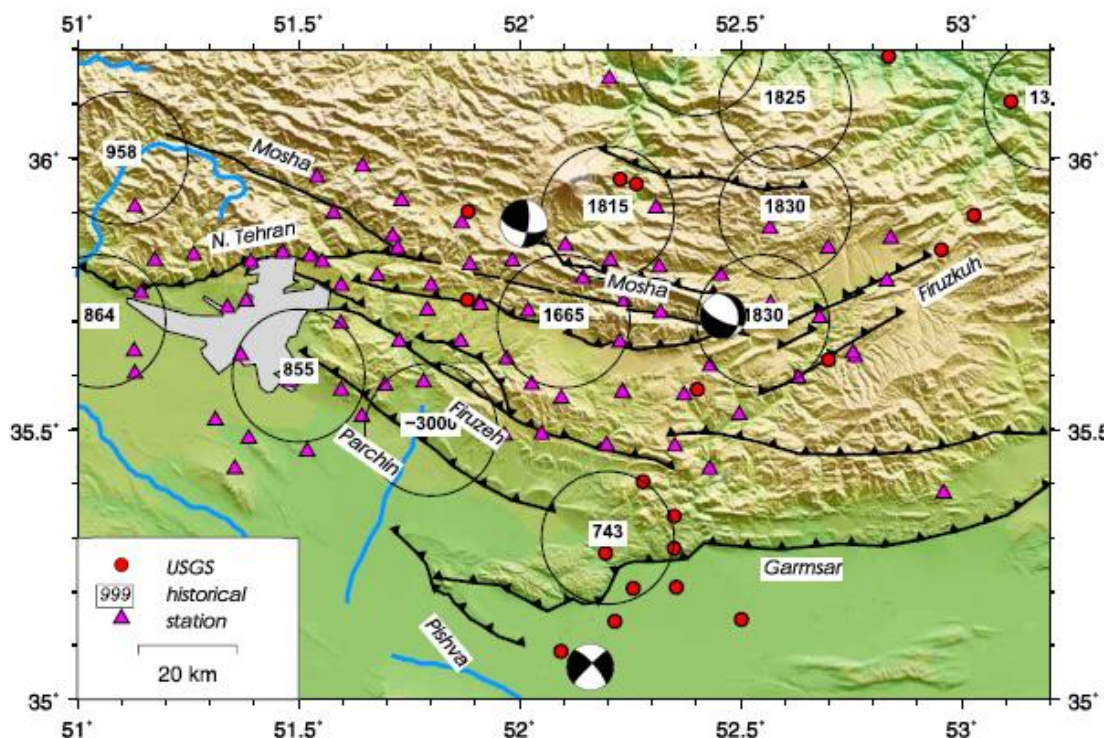 51° 51.5° 52° 52.5° 53°
1825
13
36° 36°
958
Mosha
1815
1830
N. Tehran
Mosha
Firuzkuh
864
1665
1830
855
−3000
Firuzeh
35.5° 35.5°
Parchin
743
Garmsar
USGS
999 historical
station
Pishva
20 km
35° 35°
51° 51.5° 52° 52.5° 53°